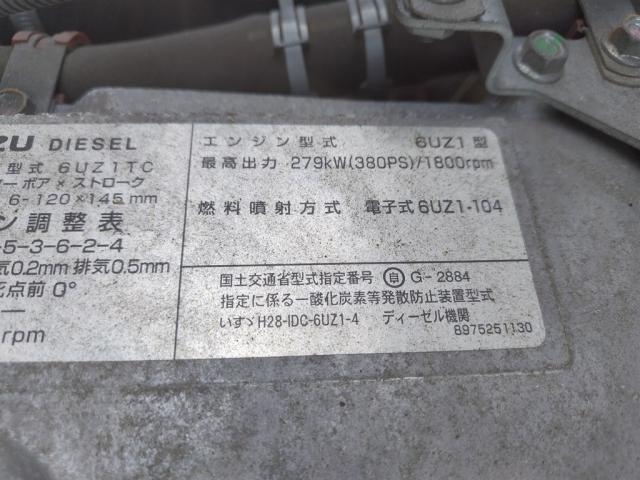 ZU DIESEL
型式 6UZ1TC
ー ボア × ストローク
6-120×145mm
ン調整表
-5-3-6-2-4
気0.2mm 排気0.5mm
死点前 0°
rpm
エンジン型式 6UZ1型
最高出力 279kW(380PS)/1800rpm
燃料噴射方式 電子式6UZ1-104
国土交通省型式指定番号 自 G-2884
指定に係る一酸化炭素等発散防止装置型式
いすゞH28-IDC-6UZ1-4 ディーゼル機関
8975251130